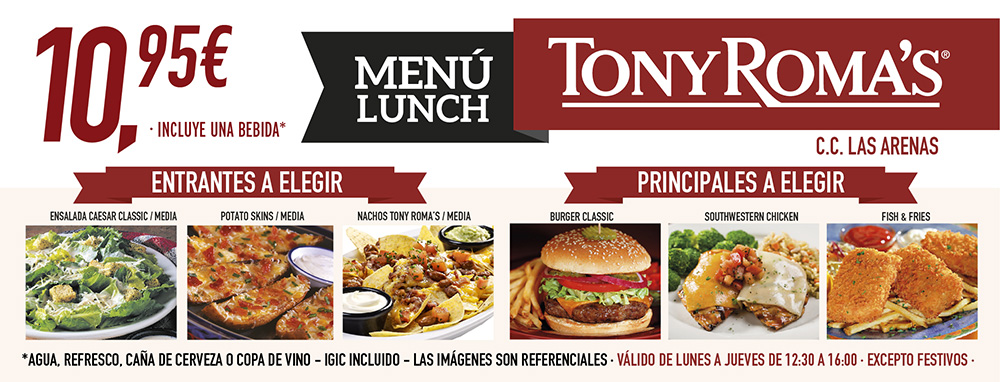 10,95€
· INCLUYE UNA BEBIDA*
MENÚ
LUNCH
TONY ROMA'S®
C.C. LAS ARENAS
ENTRANTES A ELEGIR
ENSALADA CAESAR CLASSIC / MEDIA
POTATO SKINS / MEDIA
NACHOS TONY ROMA'S / MEDIA
PRINCIPALES A ELEGIR
BURGER CLASSIC
SOUTHWESTERN CHICKEN
FISH & FRIES
*AGUA, REFRESCO, CAÑA DE CERVEZA O COPA DE VINO – IGIC INCLUIDO – LAS IMÁGENES SON REFERENCIALES · VÁLIDO DE LUNES A JUEVES DE 12:30 A 16:00 · EXCEPTO FESTIVOS ·